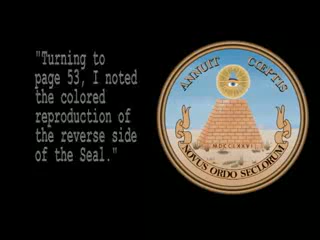 "Turning to
page 53, I noted
the colored
reproduction of
the reverse side
of the Seal."
ANNUIT CŒPTIS
MDCCLXXVI
NOVUS ORDO SECLORUM